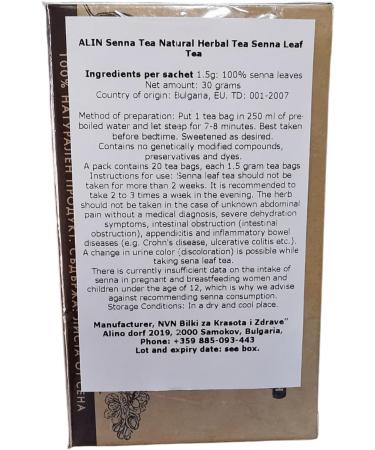 ALIN Senna Tea Natural Herbal Tea Senna Leaf
Tea
Ingredients per sachet 1.5g: 100% senna leaves
Net amount: 30 grams
Country of origin: Bulgaria, EU. TD: 001-2007
Method of preparation: Put 1 tea bag in 250 ml of pre-
boiled water and let steep for 7-8 minutes. Best taken
before bedtime. Sweetened as desired.
Contains no genetically modified compounds,
preservatives and dyes.
A pack contains 20 tea bags, each 1.5 gram tea bags
Instructions for use: Senna leaf tea should not be
taken for more than 2 weeks. It is recommended to
take 2 to 3 times a week in the evening. The herb
should not be taken in the case of unknown abdominal
pain without a medical diagnosis, severe dehydration
symptoms, intestinal obstruction (intestinal
obstruction), appendicitis and inflammatory bowel
diseases (e.g. Crohn's disease, ulcerative colitis etc.).
A change in urine color (discoloration) is possible while
taking sena leaf tea.
There is currently insufficient data on the intake of
senna in pregnant and breastfeeding women and
children under the age of 12, which is why we advise
against recommending senna consumption.
Storage Conditions: In a dry and cool place.
Manufacturer, NVN Bilki za Krasota i Zdrave"
Alino dorf 2019, 2000 Samokov, Bulgaria,
Phone: +359 885-093-443
Lot and expiry date: see box.
100% НАТУРАЛЕН ПРОДУКТ. СЪДЪРЖА: ЛИСТА ОТ СЕНА